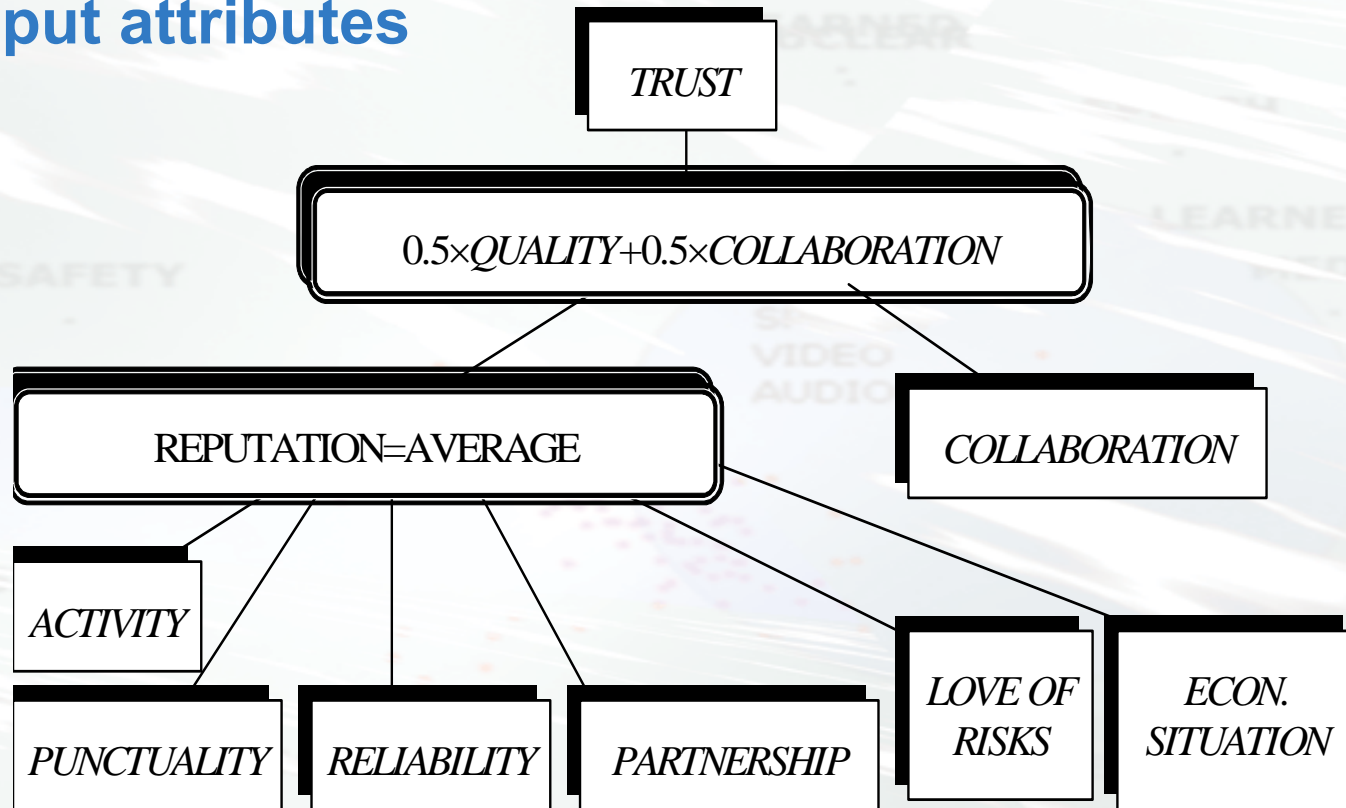 put attributes
TRUST
0.5×QUALITY+0.5×COLLABORATION
REPUTATION=AVERAGE
COLLABORATION
ACTIVITY
PUNCTUALITY
RELIABILITY
PARTNERSHIP
LOVE OF
RISKS
ECON.
SITUATION
SAFETY
LEARNE
VIDEO
AUDIO